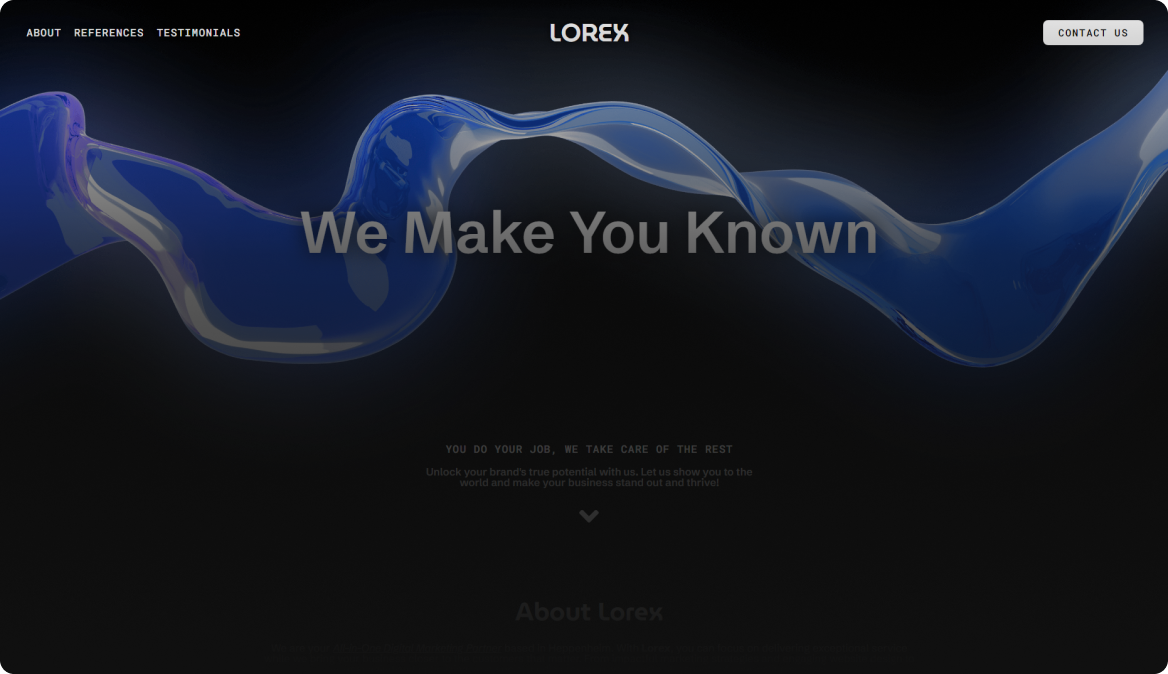 ABOUT REFERENCES TESTIMONIALS
LOREX
CONTACT US
We Make You Known
YOU DO YOUR JOB, WE TAKE CARE OF THE REST
Unlock your brand's true potential with us. Let us show you to the
world and make your business stand out and thrive!
About Lorex